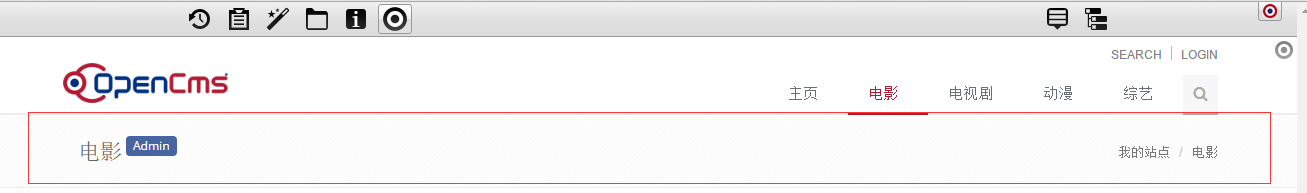 SEARCH LOGIN
OpenCms
主页 电影 电视剧 动漫 综艺
电影 Admin
我的站点 / 电影